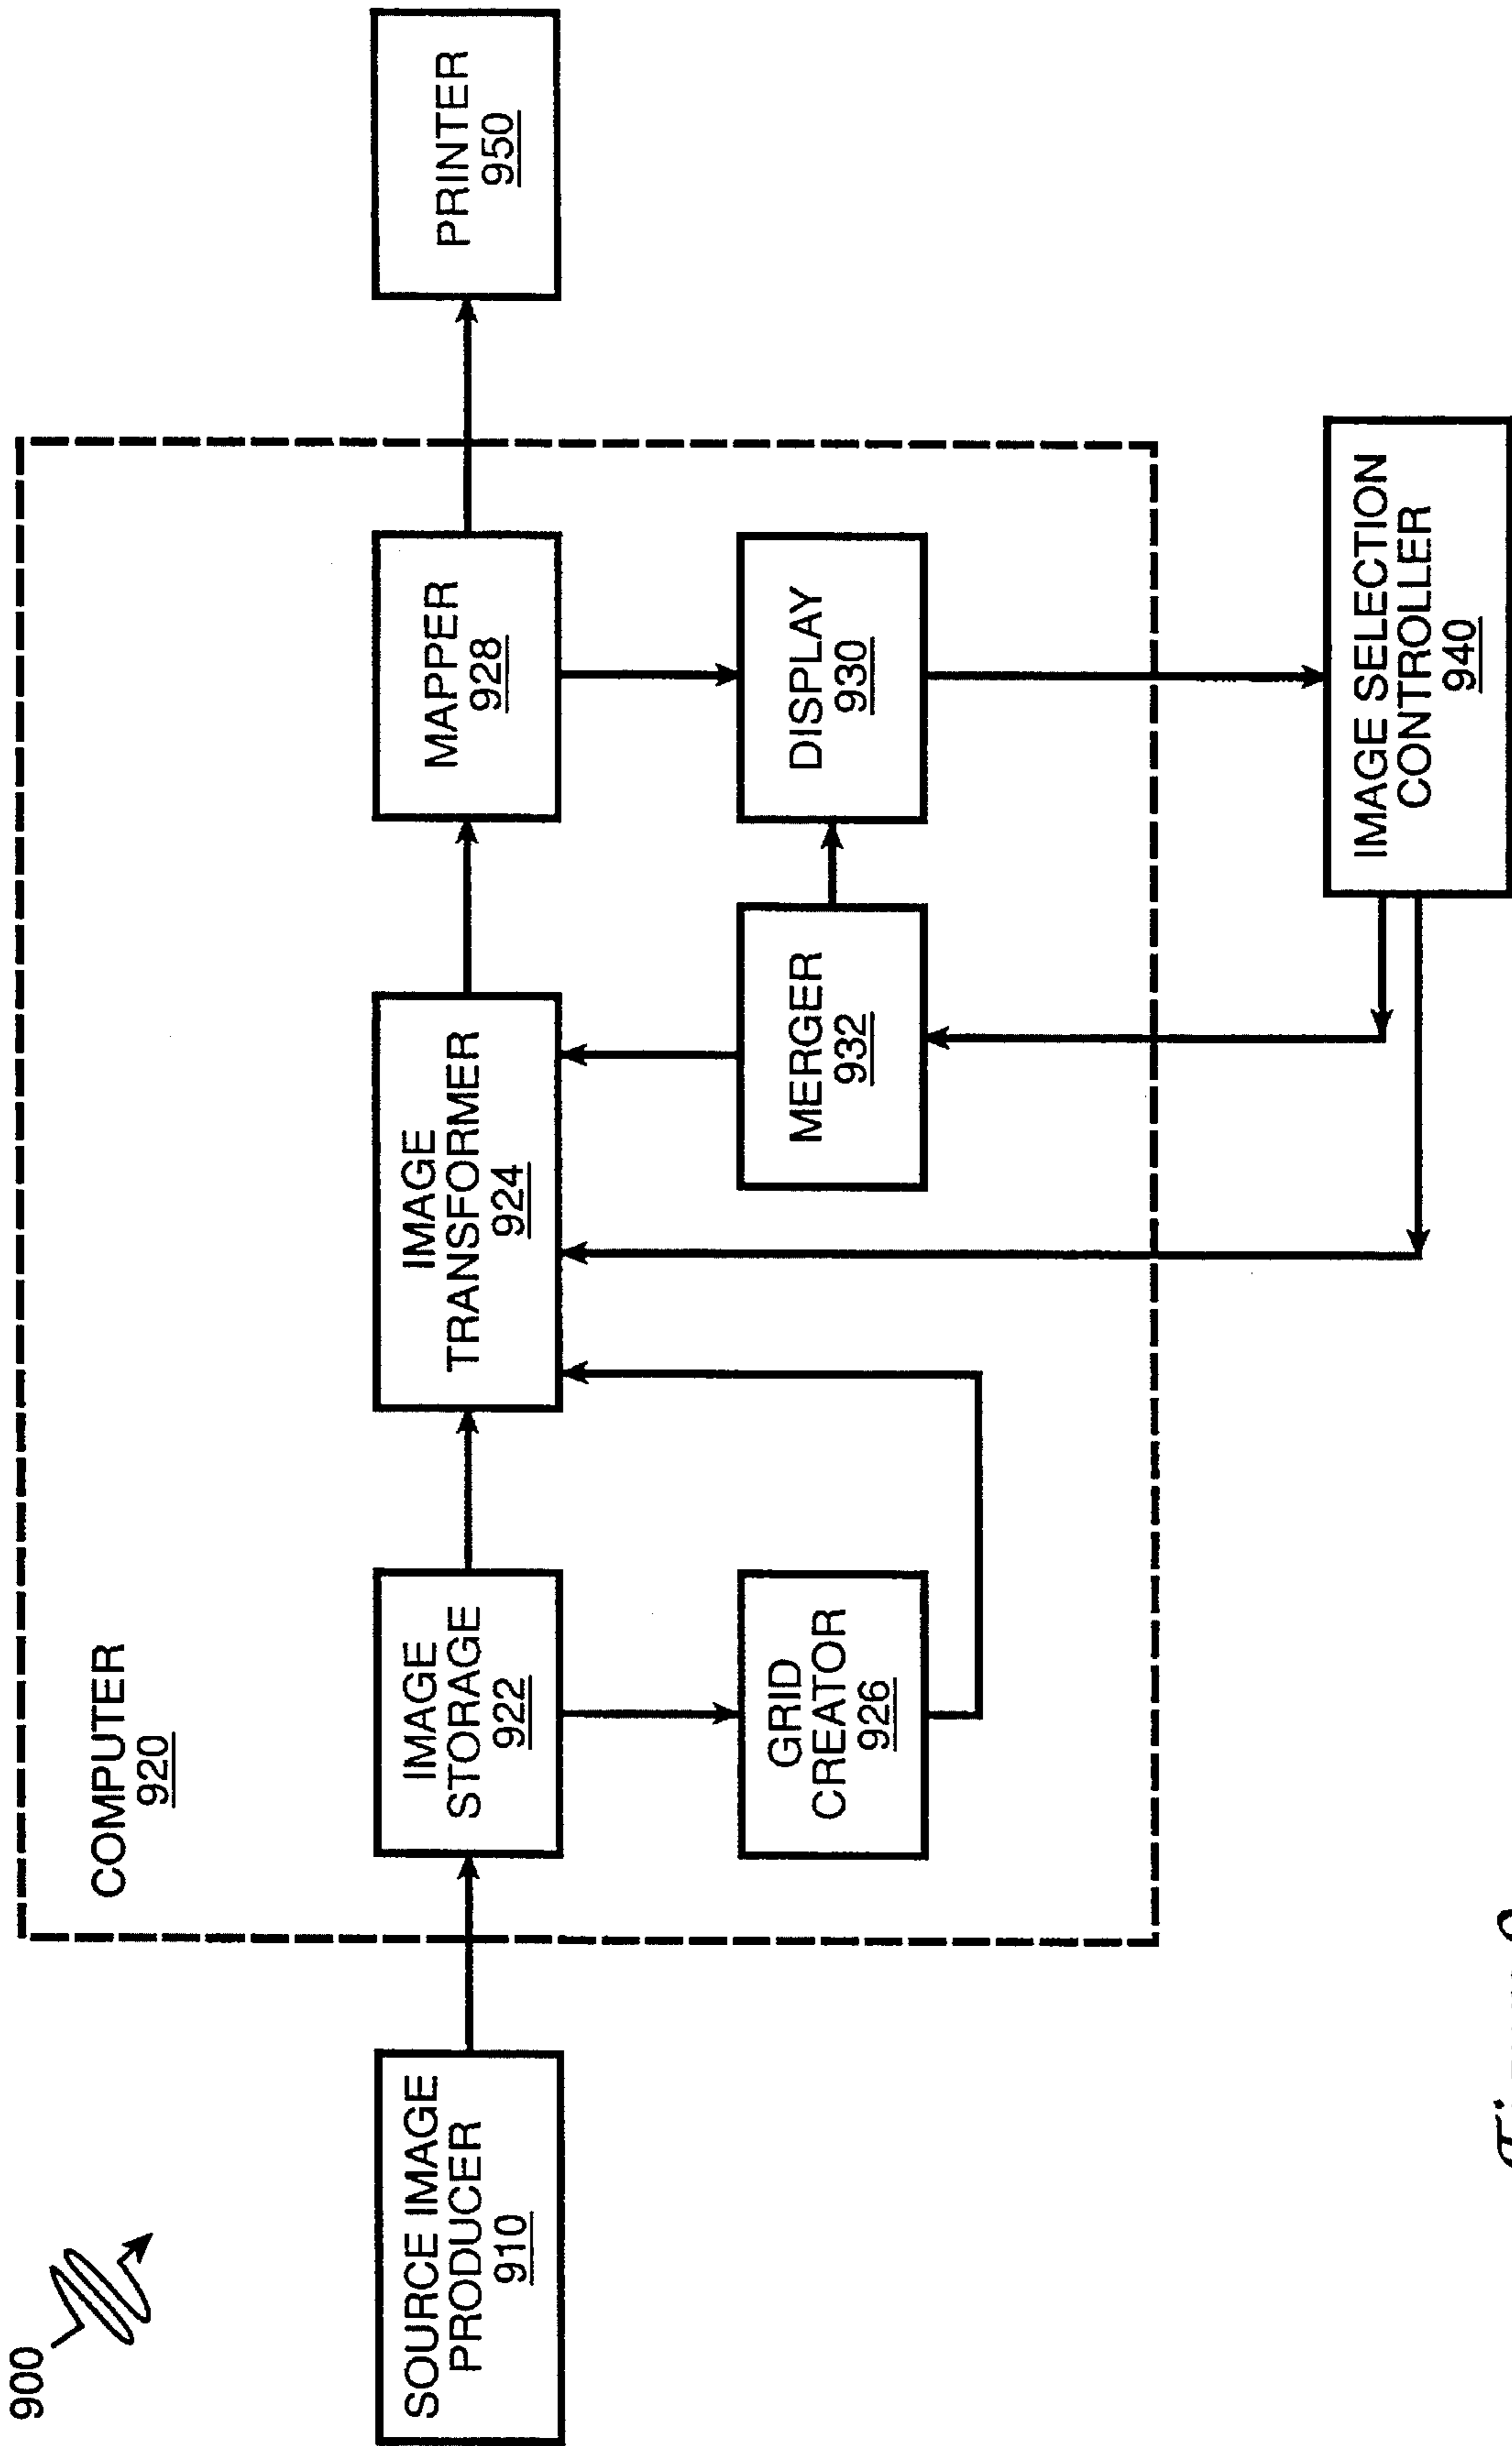 900
COMPUTER
920
SOURCE IMAGE
PRODUCER
910
IMAGE
STORAGE
922
IMAGE
TRANSFORMER
924
MAPPER
928
PRINTER
950
GRID
CREATOR
926
MERGER
932
DISPLAY
930
IMAGE SELECTION
CONTROLLER
940